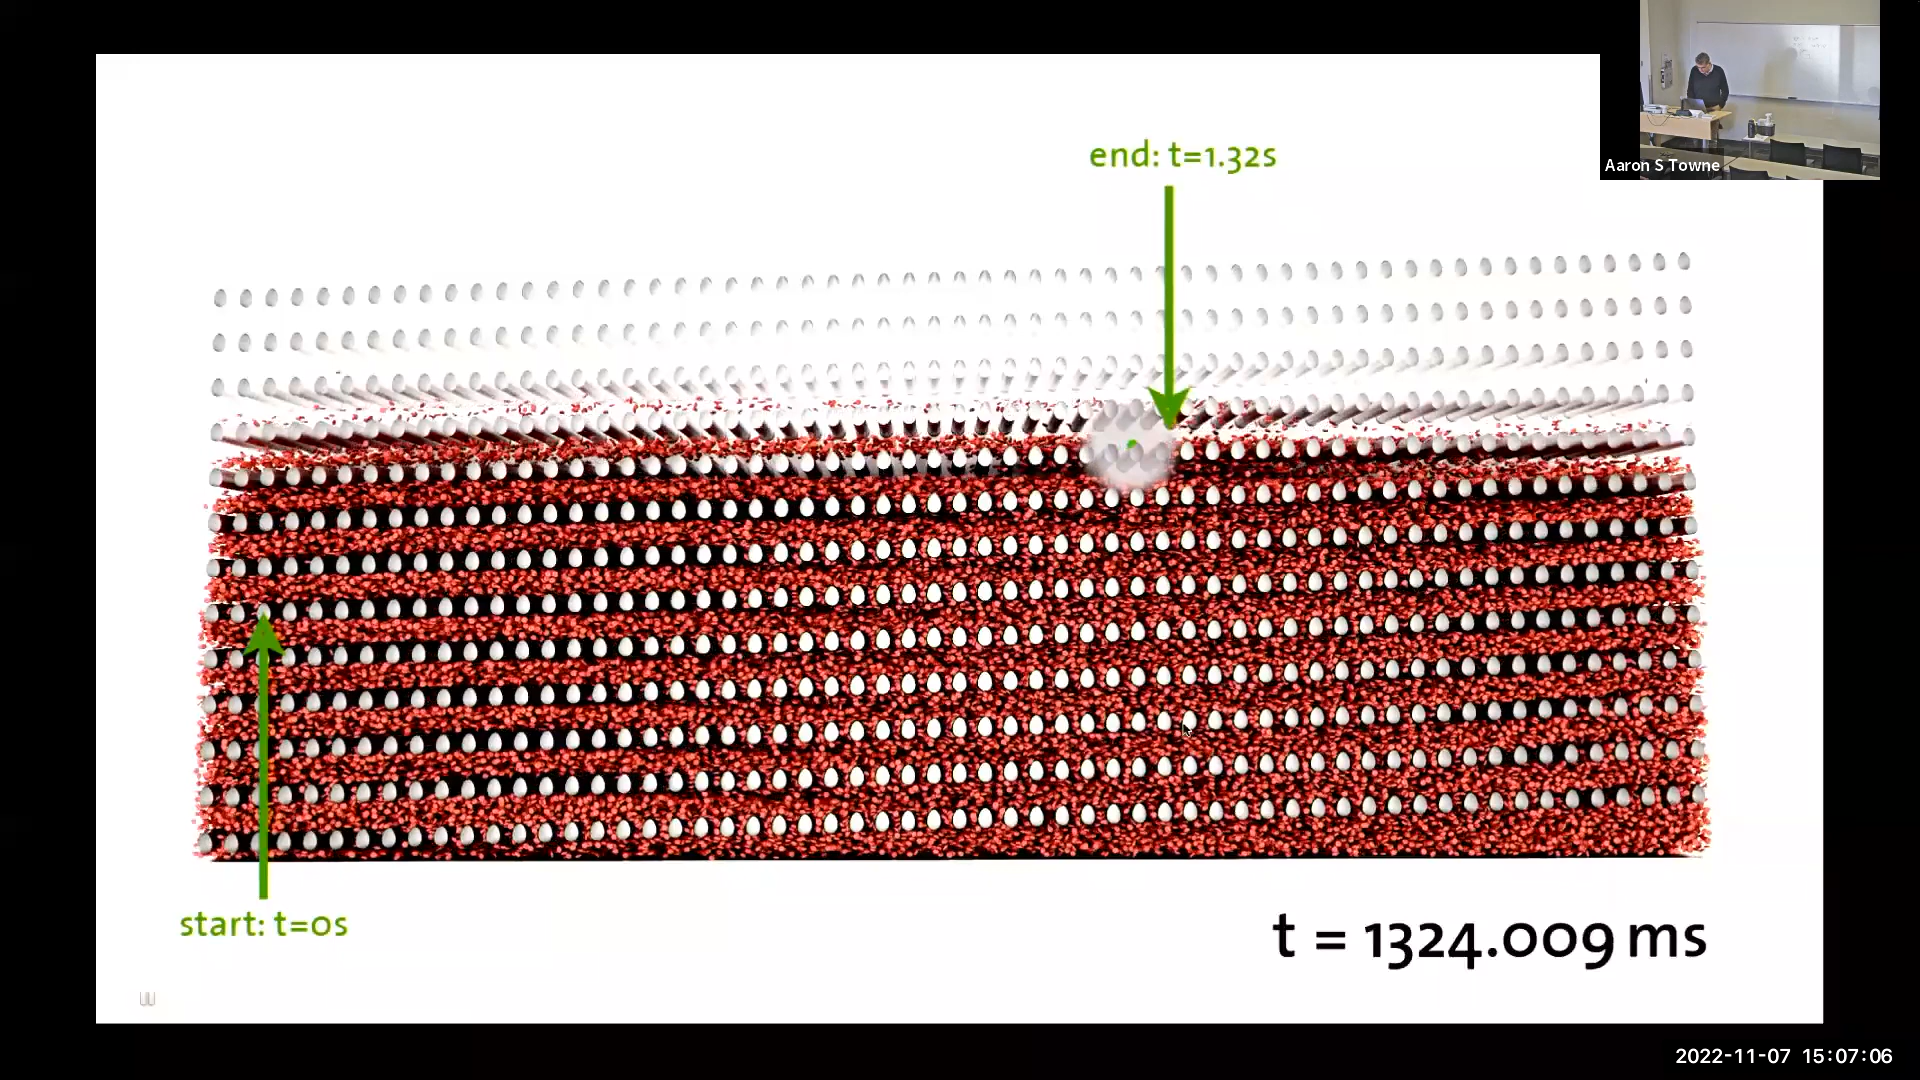 Aaron S Towne
end: t=1.32s
start: t=0s
t = 1324.009 ms
2022-11-07 15:07:06